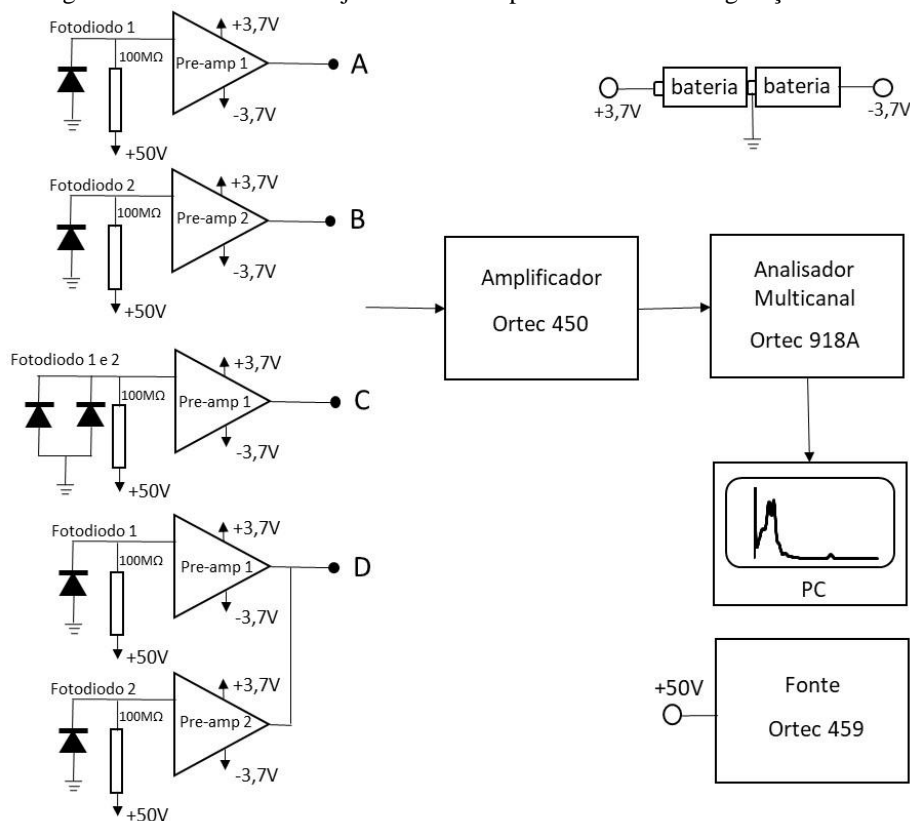 Fotodiodo 1
100MΩ
+3,7V
Pre-amp 1
-3,7V
+50V
A
Fotodiodo 2
100MΩ
+3,7V
Pre-amp 2
-3,7V
+50V
B
Fotodiodo 1 e 2
100MΩ
+3,7V
Pre-amp 1
-3,7V
+50V
C
Fotodiodo 1
100MΩ
+3,7V
Pre-amp 1
-3,7V
+50V
D
Fotodiodo 2
100MΩ
+3,7V
Pre-amp 2
-3,7V
+50V
+3,7V
bateria
bateria
-3,7V
Amplificador
Ortec 450
Analisador
Multicanal
Ortec 918A
PC
+50V
Fonte
Ortec 459